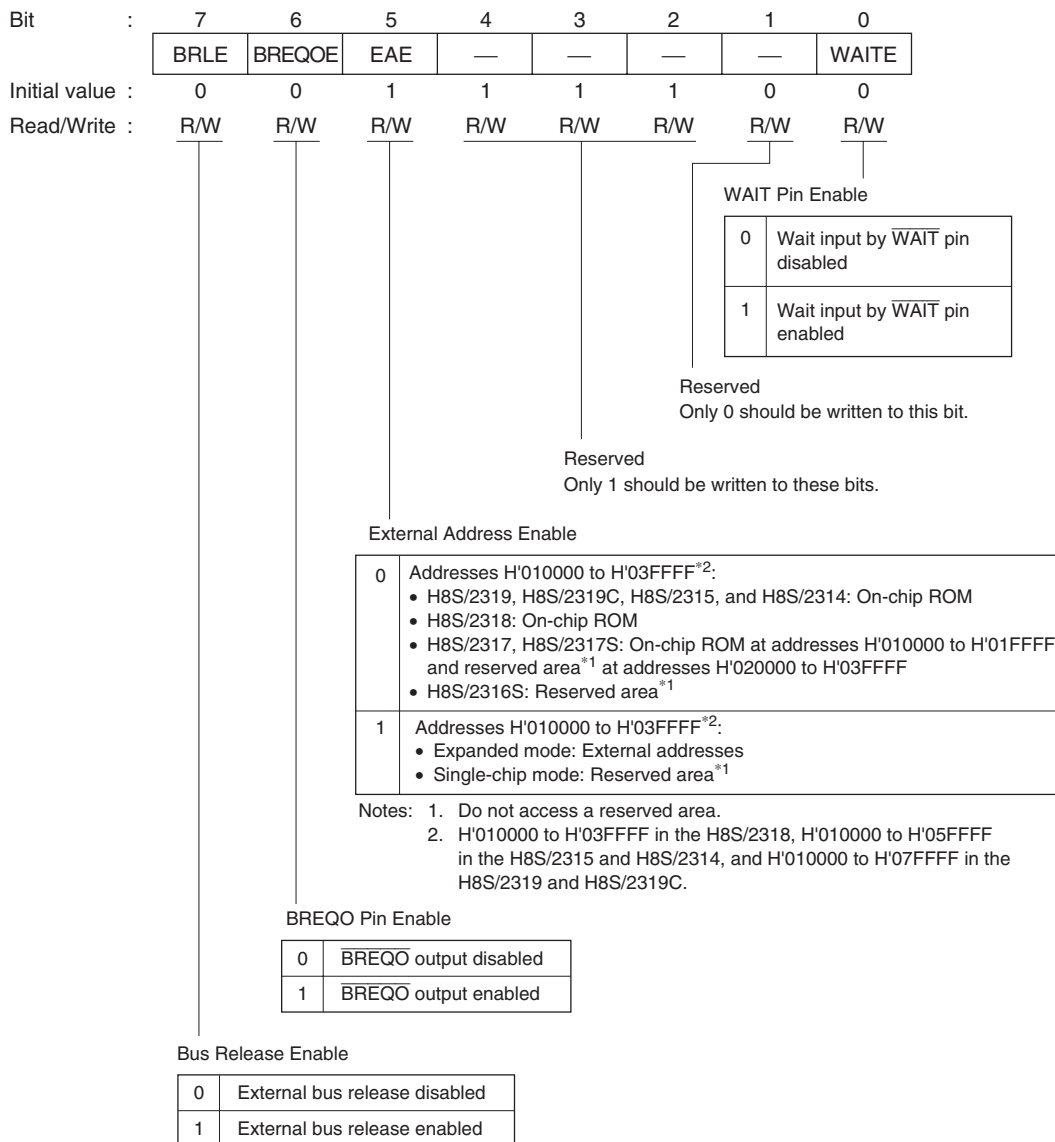 Bit : 7 6 5 4 3 2 1 0
BRLE BREQOE EAE — — — — WAITE
Initial value : 0 0 1 1 1 1 0 0
Read/Write : R/W R/W R/W R/W R/W R/W R/W R/W
WAIT Pin Enable
0 Wait input by W̅A̅I̅T̅ pin
disabled
1 Wait input by W̅A̅I̅T̅ pin
enabled
Reserved
Only 0 should be written to this bit.
Reserved
Only 1 should be written to these bits.
External Address Enable
0 Addresses H'010000 to H'03FFFF*2:
• H8S/2319, H8S/2319C, H8S/2315, and H8S/2314: On-chip ROM
• H8S/2318: On-chip ROM
• H8S/2317, H8S/2317S: On-chip ROM at addresses H'010000 to H'01FFFF
and reserved area*1 at addresses H'020000 to H'03FFFF
• H8S/2316S: Reserved area*1
1 Addresses H'010000 to H'03FFFF*2:
• Expanded mode: External addresses
• Single-chip mode: Reserved area*1
Notes: 1. Do not access a reserved area.
2. H'010000 to H'03FFFF in the H8S/2318, H'010000 to H'05FFFF
in the H8S/2315 and H8S/2314, and H'010000 to H'07FFFF in the
H8S/2319 and H8S/2319C.
BREQO Pin Enable
0 B̅R̅E̅Q̅O̅ output disabled
1 B̅R̅E̅Q̅O̅ output enabled
Bus Release Enable
0 External bus release disabled
1 External bus release enabled